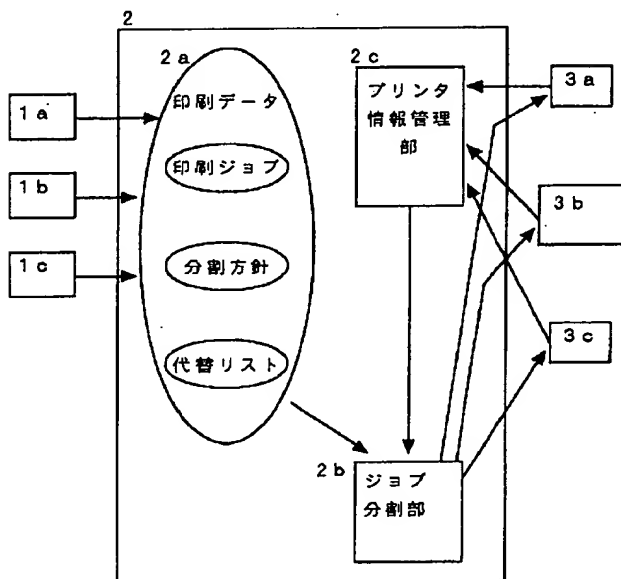 2
2a
印刷データ
印刷ジョブ
分割方針
代替リスト
1a
1b
1c
2c
プリンタ
情報管理
部
3a
3b
3c
2b
ジョブ
分割部